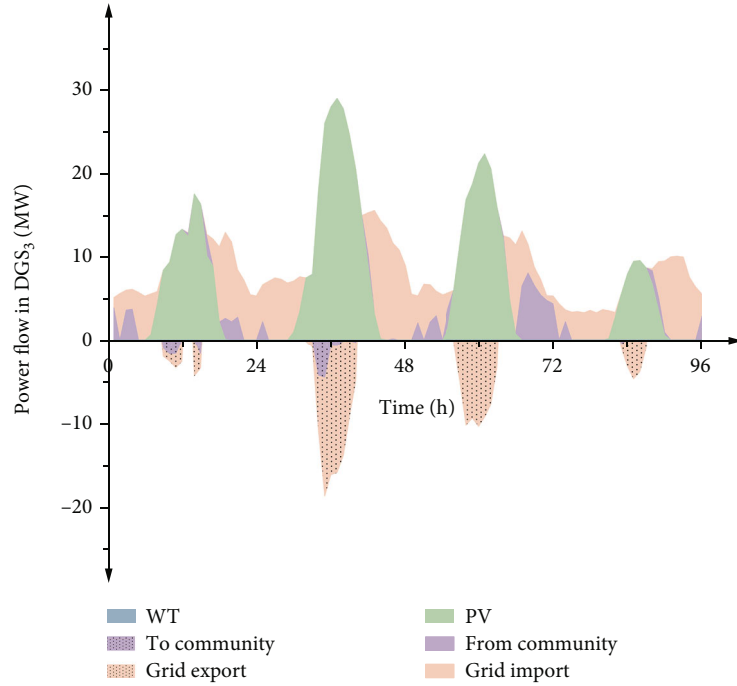 Power flow in DGS₃ (MW)
30
20
10
0
–10
–20
0 24 48 72 96
Time (h)
WT PV
To community From community
Grid export Grid import